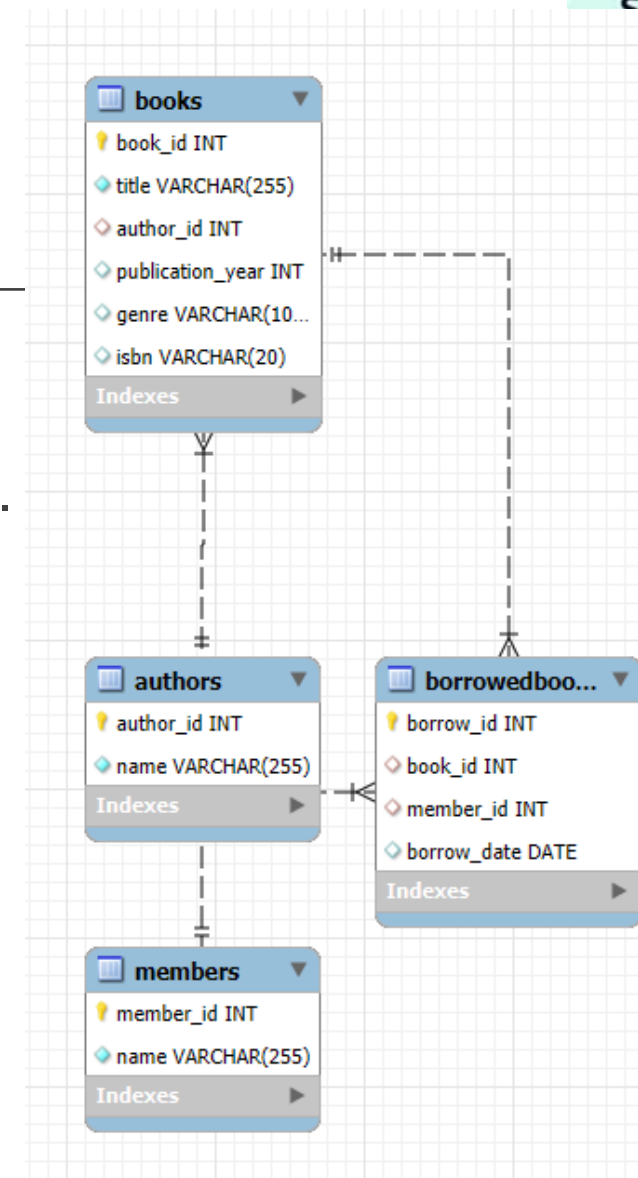 books
book_id INT
title VARCHAR(255)
author_id INT
publication_year INT
genre VARCHAR(10...
isbn VARCHAR(20)
Indexes
authors
author_id INT
name VARCHAR(255)
Indexes
borrowedboo...
borrow_id INT
book_id INT
member_id INT
borrow_date DATE
Indexes
members
member_id INT
name VARCHAR(255)
Indexes